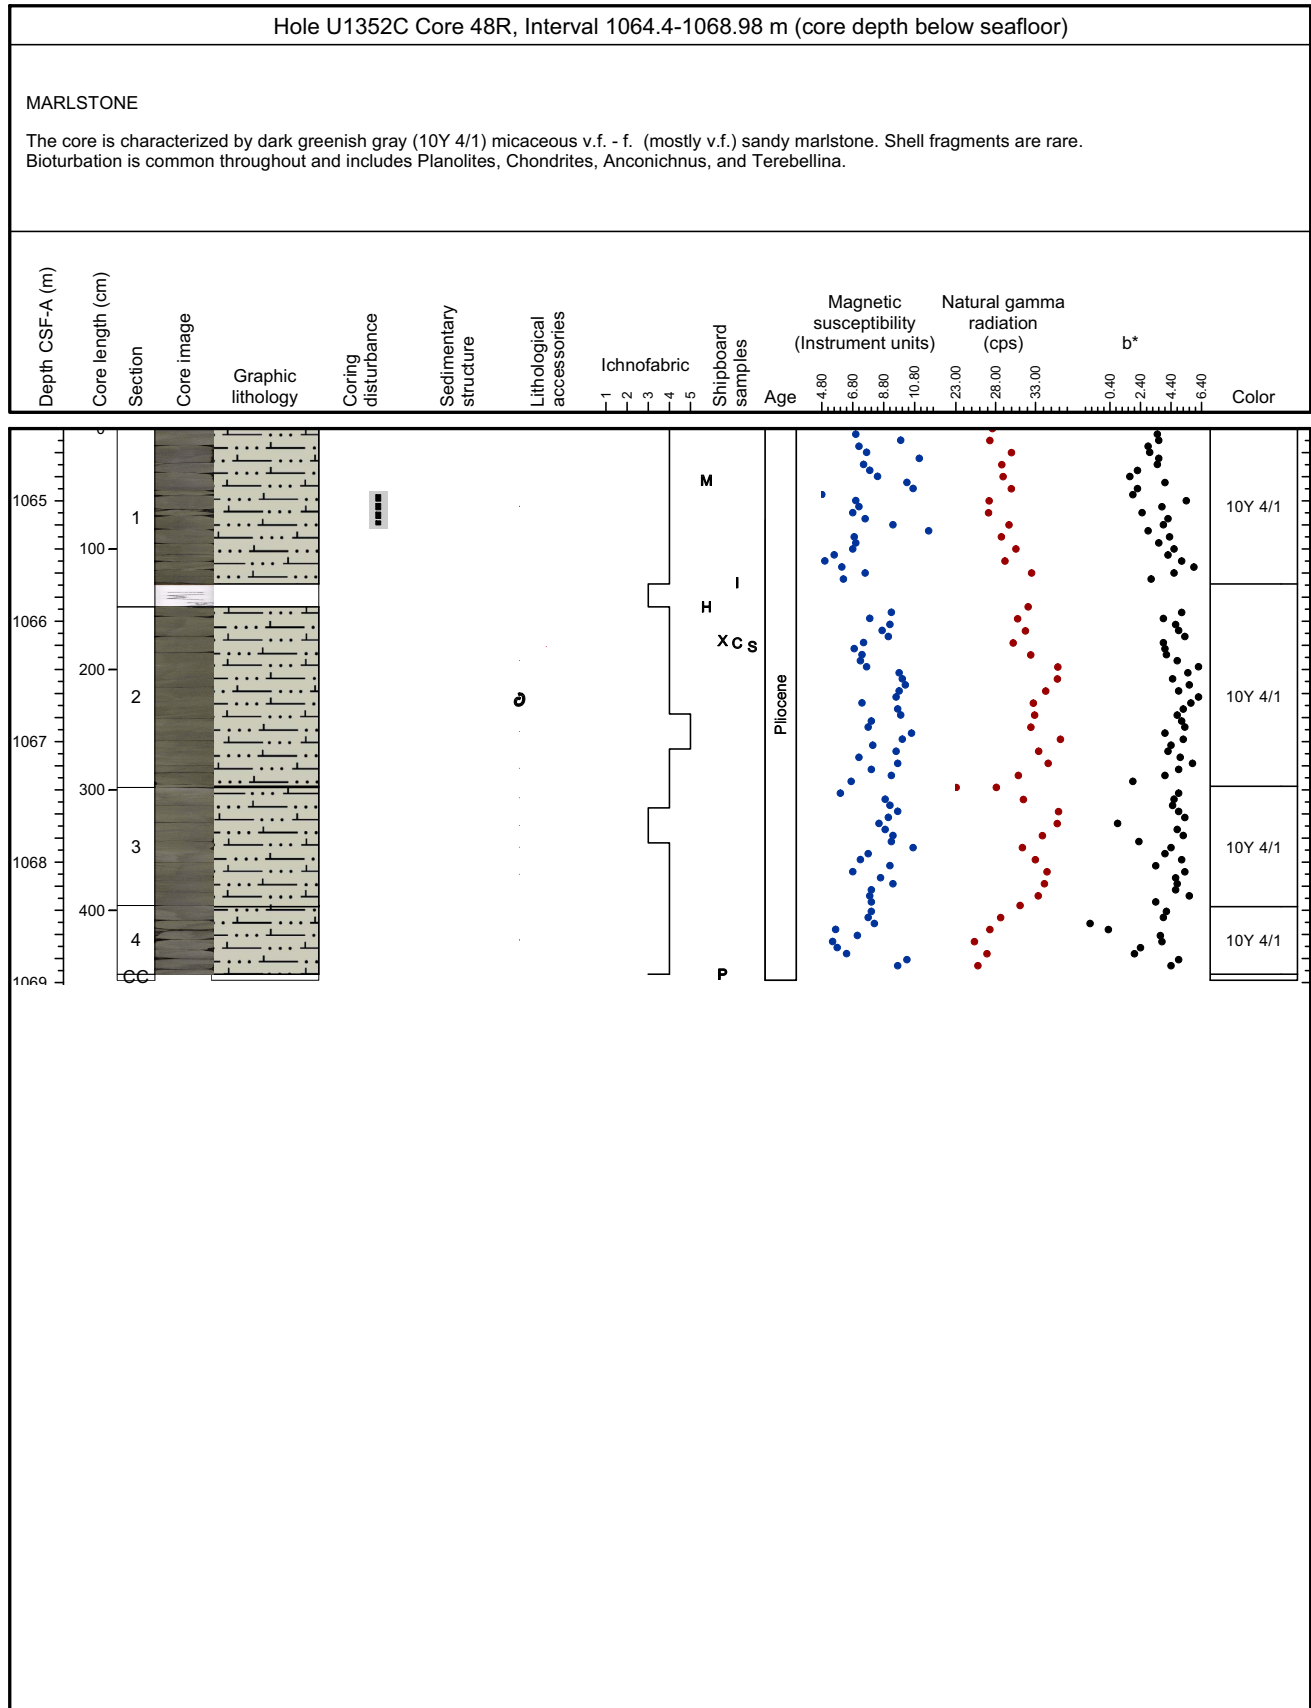 Hole U1352C Core 48R, Interval 1064.4-1068.98 m (core depth below seafloor)
MARLSTONE
The core is characterized by dark greenish gray (10Y 4/1) micaceous v.f. - f. (mostly v.f.) sandy marlstone. Shell fragments are rare.
Bioturbation is common throughout and includes Planolites, Chondrites, Anconichnus, and Terebellina.
Depth CSF-A (m)
Core length (cm)
Section
Core image
Graphic
lithology
Coring
disturbance
Sedimentary
structure
Lithological
accessories
Ichnofabric
1 2 3 4 5
Shipboard
samples
Age
Magnetic
susceptibility
(Instrument units)
4.80 6.80 8.80 10.80
Natural gamma
radiation
(cps)
23.00 28.00 33.00
b*
0.40 2.40 4.40 6.40
Color
0
M
1065
1
10Y 4/1
100
I
H
1066
X C S
200
2
10Y 4/1
Pliocene
1067
300
3
10Y 4/1
1068
400
4
10Y 4/1
CC
P
1069